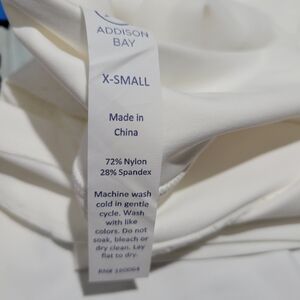 ADDISON
BAY
X-SMALL
Made in
China
72% Nylon
28% Spandex
Machine wash
cold in gentle
cycle. Wash
with like
colors. Do not
soak, bleach or
dry clean. Lay
flat to dry.
RN#